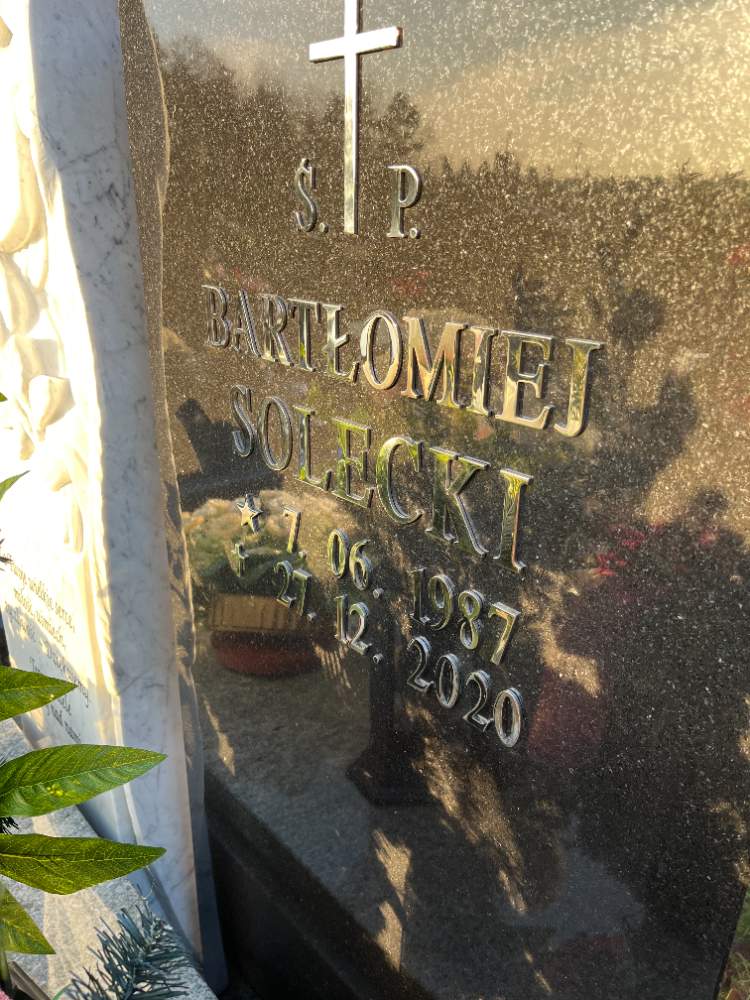 Ś. P.
BARTŁOMIEJ
SOLECKI
7. 06. 1987
27. 12. 2020